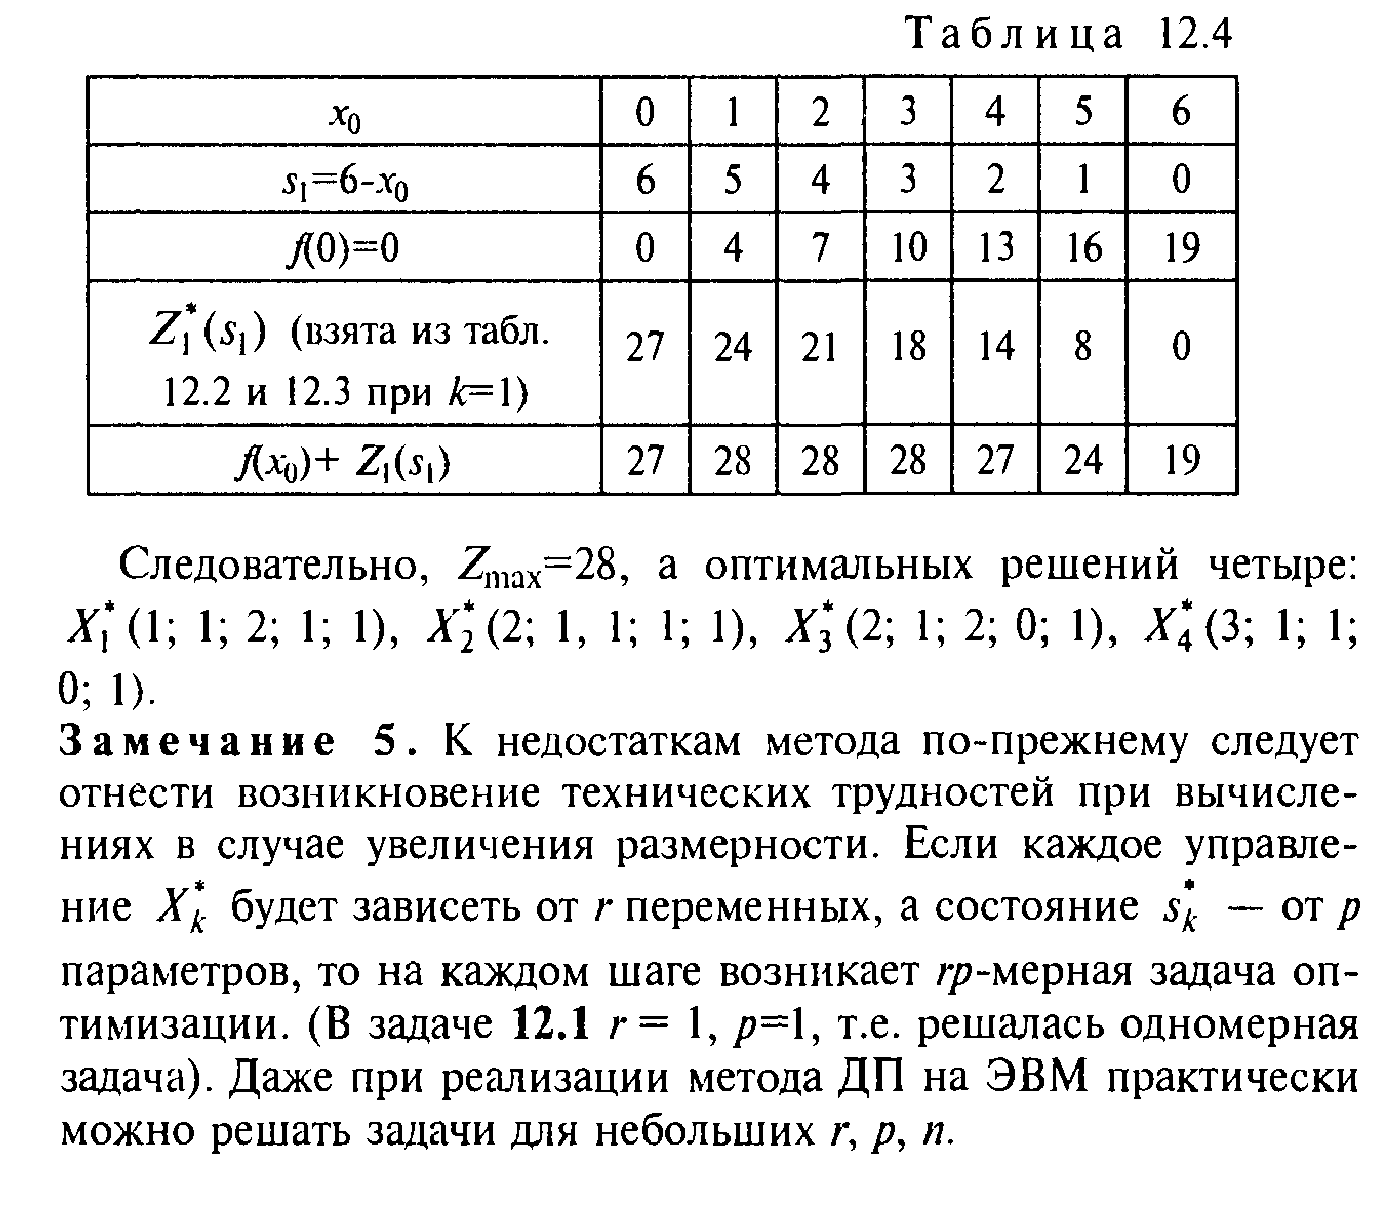 Таблица 12.4
x₀ 0 1 2 3 4 5 6
s₁=6-x₀ 6 5 4 3 2 1 0
f(0)=0 0 4 7 10 13 16 19
Z₁*(s₁) (взята из табл.
12.2 и 12.3 при k=1) 27 24 21 18 14 8 0
f(x₀)+ Z₁(s₁) 27 28 28 28 27 24 19
Следовательно, Zmax=28, а оптимальных решений четыре:
X₁*(1; 1; 2; 1; 1), X₂*(2; 1, 1; 1; 1), X₃*(2; 1; 2; 0; 1), X₄*(3; 1; 1;
0; 1).
Замечание 5. К недостаткам метода по-прежнему следует
отнести возникновение технических трудностей при вычисле-
ниях в случае увеличения размерности. Если каждое управле-
ние Xₖ* будет зависеть от r переменных, а состояние sₖ* — от p
параметров, то на каждом шаге возникает rp-мерная задача оп-
тимизации. (В задаче 12.1 r = 1, p=1, т.е. решалась одномерная
задача). Даже при реализации метода ДП на ЭВМ практически
можно решать задачи для небольших r, p, n.